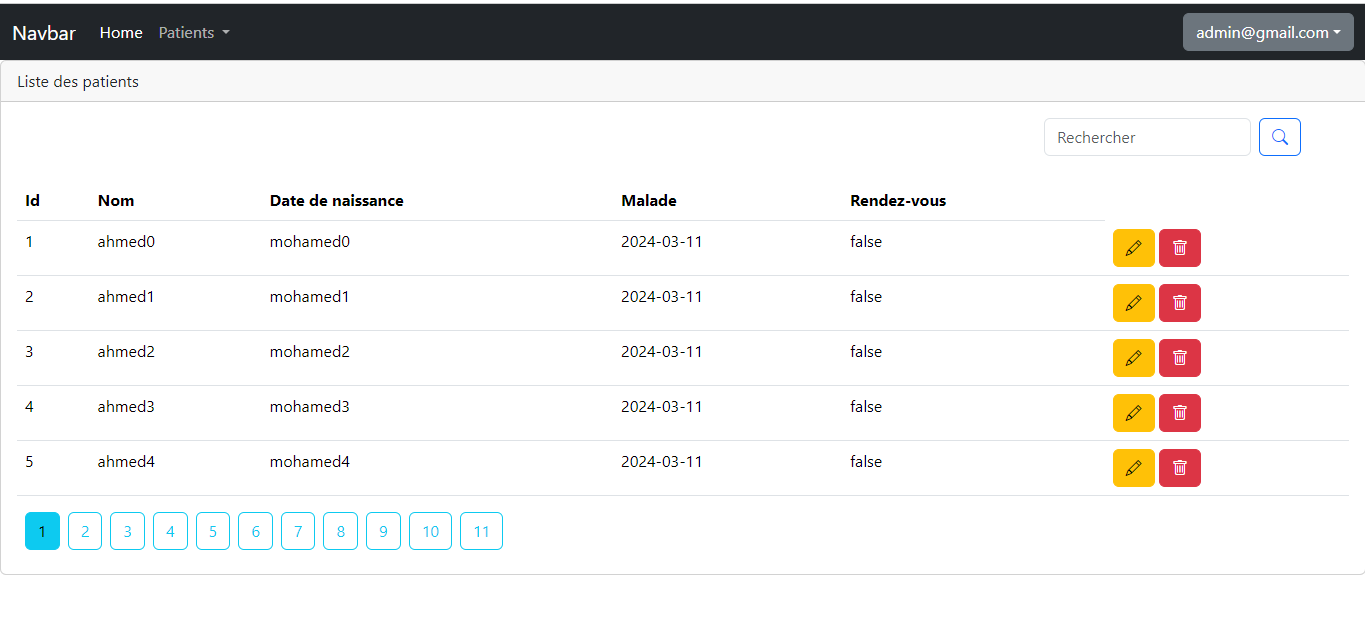 Navbar Home Patients admin@gmail.com
Liste des patients
Rechercher
Id Nom Date de naissance Malade Rendez-vous
1 ahmed0 mohamed0 2024-03-11 false
2 ahmed1 mohamed1 2024-03-11 false
3 ahmed2 mohamed2 2024-03-11 false
4 ahmed3 mohamed3 2024-03-11 false
5 ahmed4 mohamed4 2024-03-11 false
1 2 3 4 5 6 7 8 9 10 11